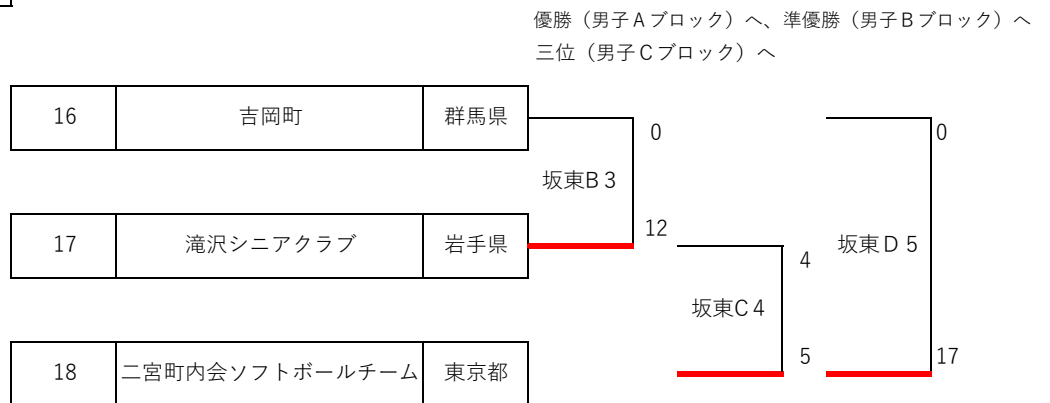 優勝（男子Ａブロック）へ、準優勝（男子Ｂブロック）へ
三位（男子Ｃブロック）へ
16 吉岡町 群馬県
0
0
坂東B３
17 滝沢シニアクラブ 岩手県
12
坂東Ｄ５
4
坂東C４
18 二宮町内会ソフトボールチーム 東京都
5
17